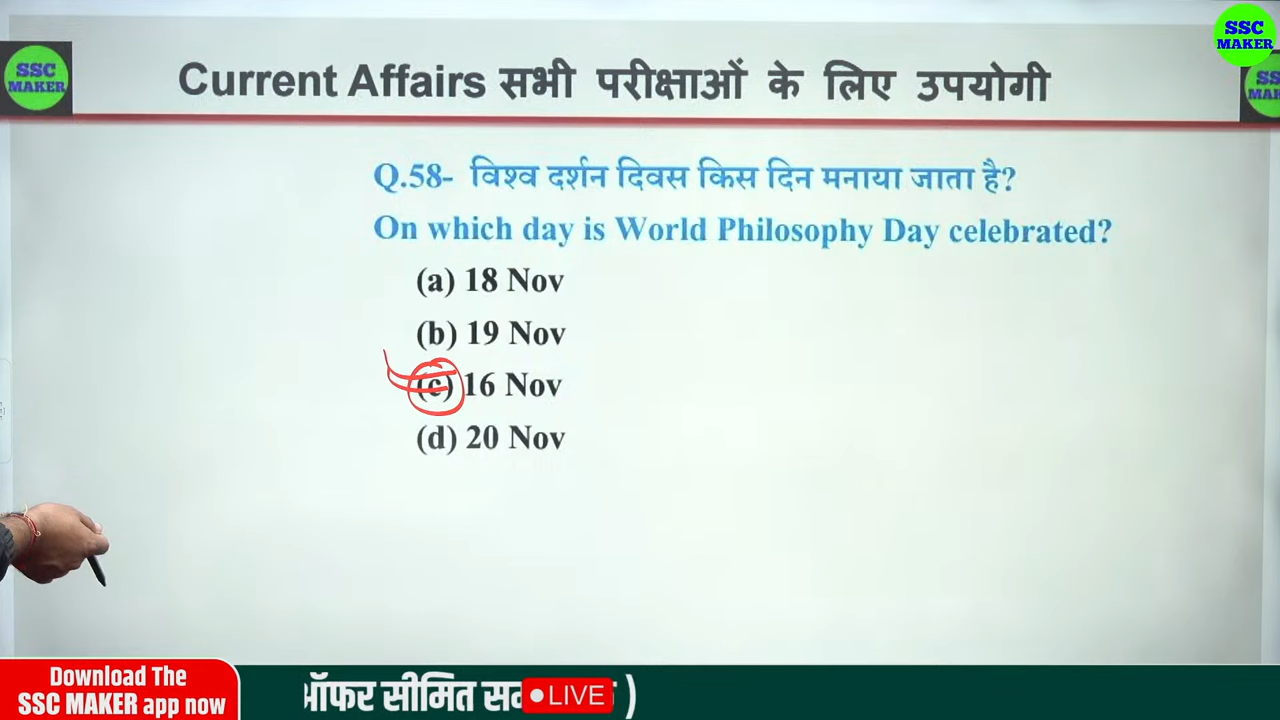 SSC
MAKER
SSC
MAKER
Current Affairs सभी परीक्षाओं के लिए उपयोगी
Q.58- विश्व दर्शन दिवस किस दिन मनाया जाता है?
On which day is World Philosophy Day celebrated?
(a) 18 Nov
(b) 19 Nov
(c) 16 Nov
(d) 20 Nov
Download The
SSC MAKER app now
ऑफर सीमित
LIVE
)